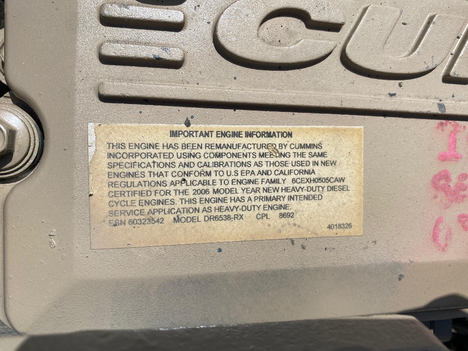 CU
IMPORTANT ENGINE INFORMATION
THIS ENGINE HAS BEEN REMANUFACTURED BY CUMMINS
INCORPORATED USING COMPONENTS MEETING THE SAME
SPECIFICATIONS AND CALIBRATIONS AS THOSE USED IN NEW
ENGINES THAT CONFORM TO U.S EPA AND CALIFORNIA
REGULATIONS APPLICABLE TO ENGINE FAMILY 6CEXH0505CAW
CERTIFIED FOR THE 2006 MODEL YEAR NEW HEAVY-DUTY DIESEL
CYCLE ENGINES. THIS ENGINE HAS A PRIMARY INTENDED
SERVICE APPLICATION AS HEAVY-DUTY ENGINE.
ESN 60323542 MODEL DR6538-RX CPL 8692
4018326